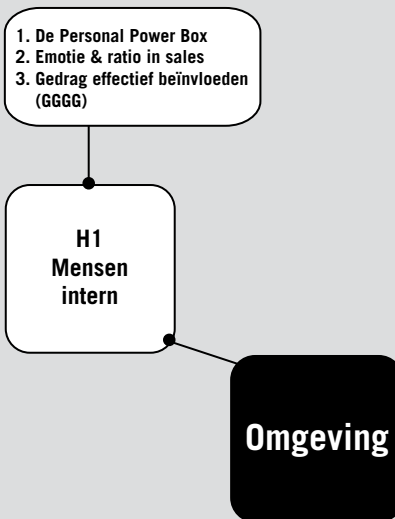 1. De Personal Power Box
2. Emotie & ratio in sales
3. Gedrag effectief beïnvloeden
(GGGG)
H1
Mensen
intern
Omgeving